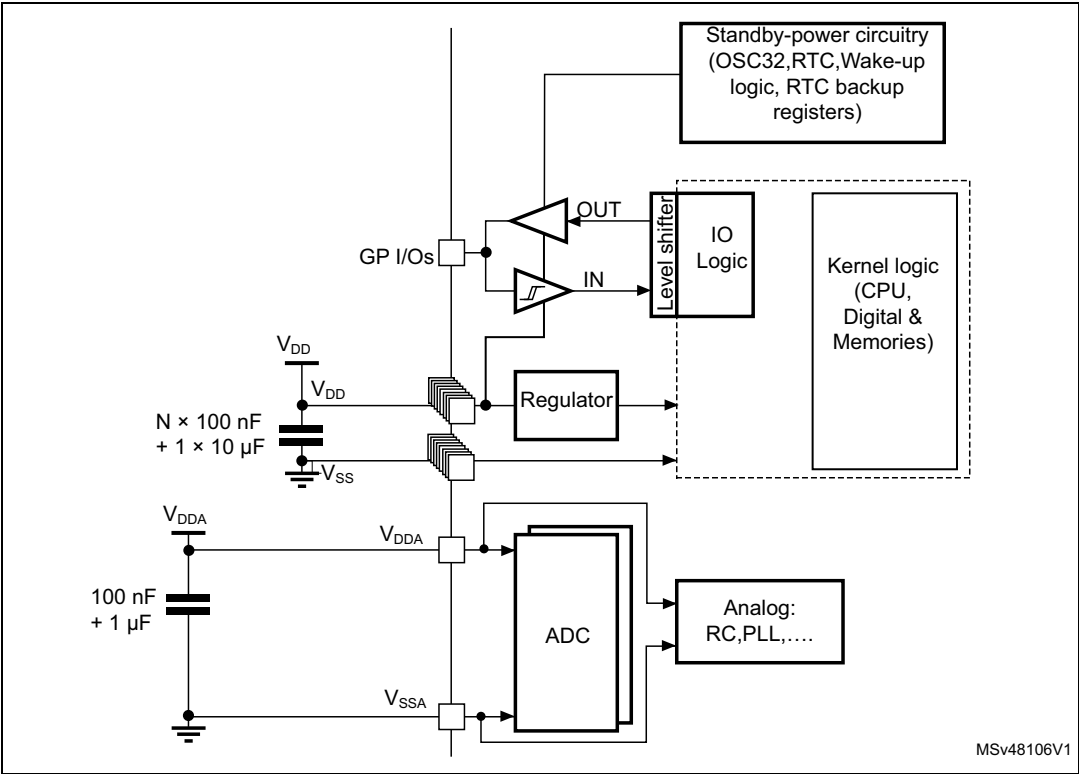 Standby-power circuitry
(OSC32,RTC,Wake-up
logic, RTC backup
registers)
OUT
GP I/Os
IN
Level shifter
IO
Logic
Kernel logic
(CPU,
Digital &
Memories)
VDD
VDD
N × 100 nF
+ 1 × 10 µF
VSS
Regulator
VDDA
VDDA
100 nF
+ 1 µF
ADC
Analog:
RC,PLL,….
VSSA
MSv48106V1